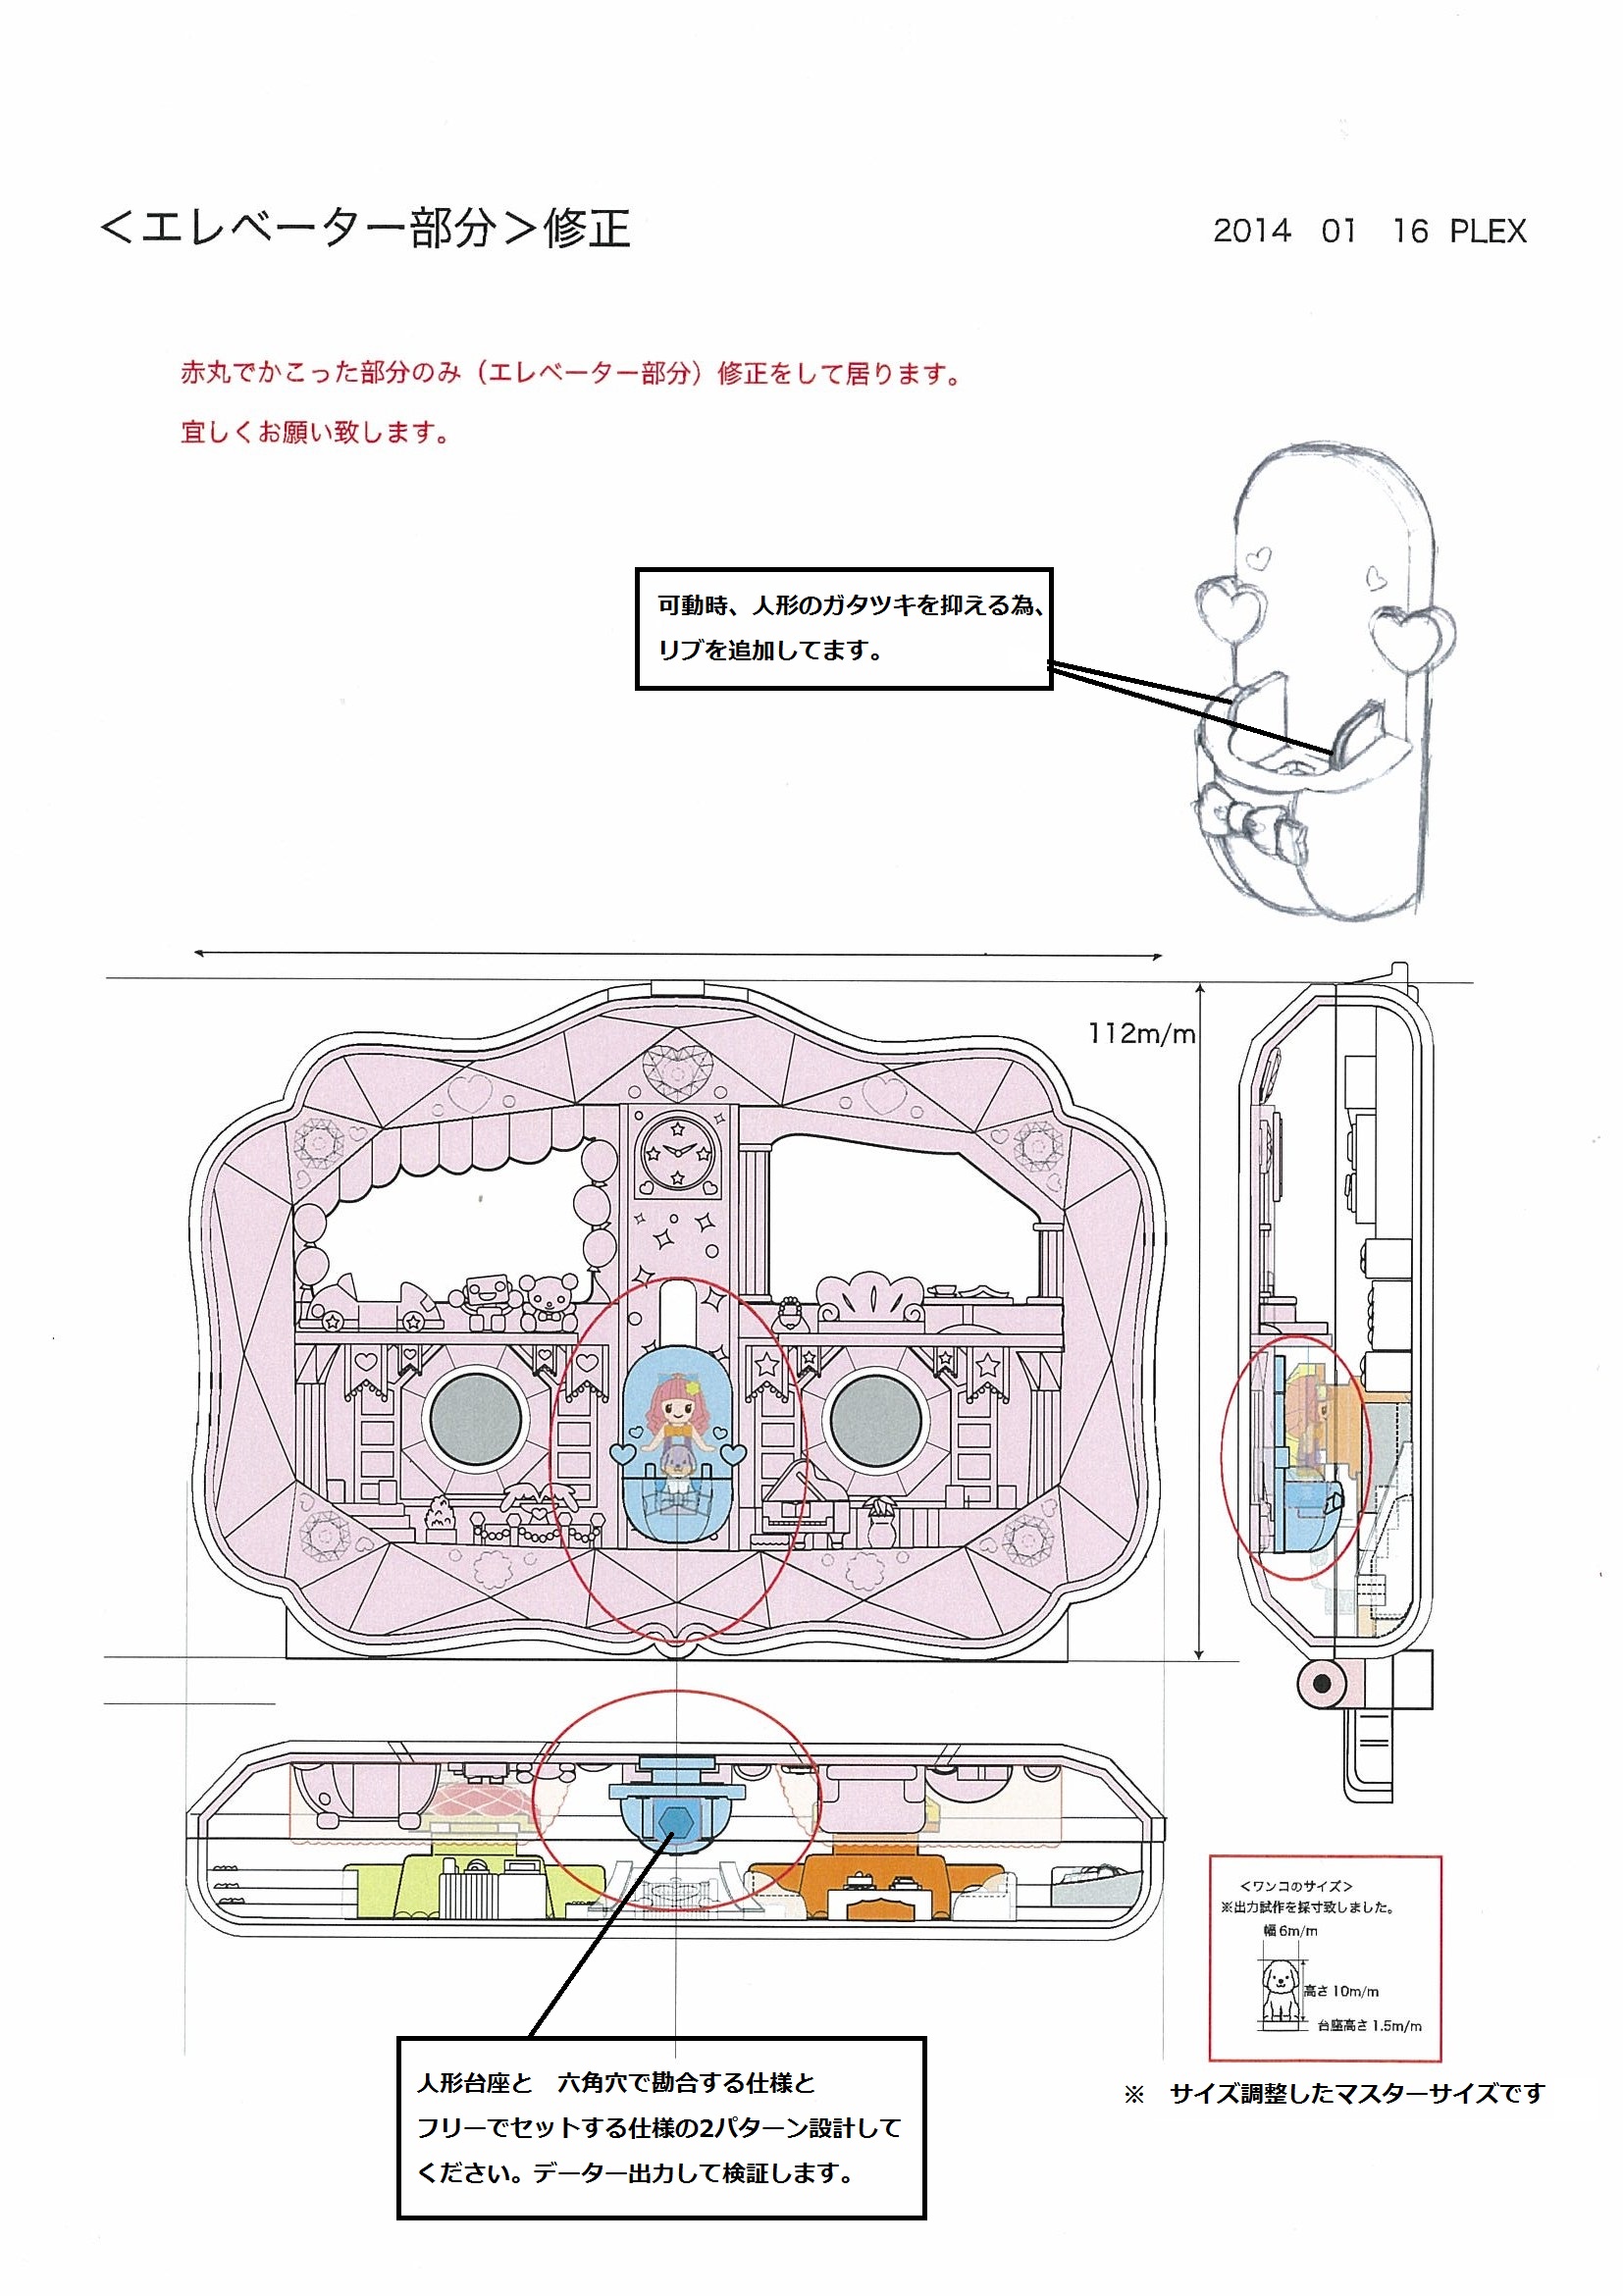 ＜エレベーター部分＞修正
2014 01 16 PLEX
赤丸でかこった部分のみ（エレベーター部分）修正をして居ります。
宜しくお願い致します。
可動時、人形のガタツキを抑える為、
リブを追加してます。
112m/m
＜ワンコのサイズ＞
※出力試作を採寸致しました。
幅 6m/m
高さ 10m/m
台座高さ 1.5m/m
※　サイズ調整したマスターサイズです
人形台座と　六角穴で勘合する仕様と
フリーでセットする仕様の2パターン設計して
ください。データー出力して検証します。